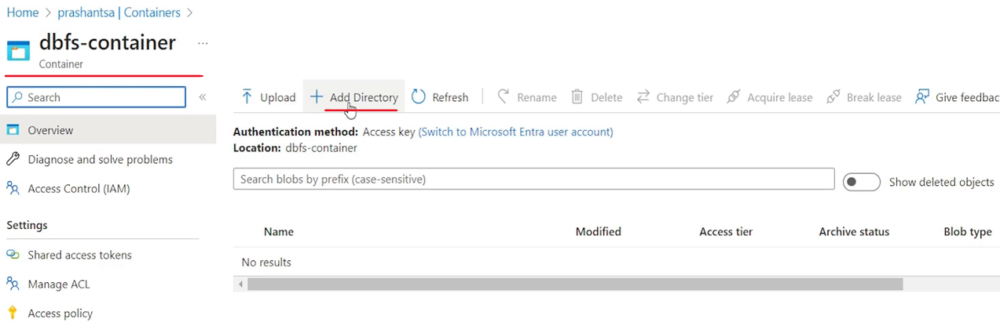 Home > prashantsa | Containers >
dbfs-container ...
Container
Search «
Upload + Add Directory Refresh Rename Delete Change tier Acquire lease Break lease Give feedbac
Overview
Authentication method: Access key (Switch to Microsoft Entra user account)
Location: dbfs-container
Diagnose and solve problems
Search blobs by prefix (case-sensitive) Show deleted objects
Access Control (IAM)
Settings
Name Modified Access tier Archive status Blob type
Shared access tokens
No results
Manage ACL
Access policy